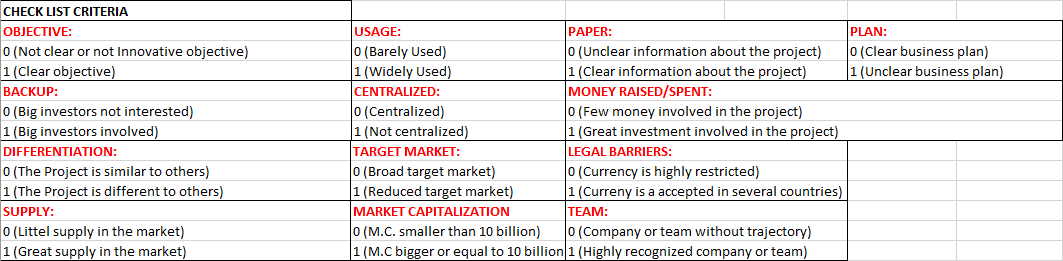 CHECK LIST CRITERIA
OBJECTIVE: USAGE: PAPER: PLAN:
0 (Not clear or not Innovative objective) 0 (Barely Used) 0 (Unclear information about the project) 0 (Clear business plan)
1 (Clear objective) 1 (Widely Used) 1 (Clear information about the project) 1 (Unclear business plan)
BACKUP: CENTRALIZED: MONEY RAISED/SPENT:
0 (Big investors not interested) 0 (Centralized) 0 (Few money involved in the project)
1 (Big investors involved) 1 (Not centralized) 1 (Great investment involved in the project)
DIFFERENTIATION: TARGET MARKET: LEGAL BARRIERS:
0 (The Project is similar to others) 0 (Broad target market) 0 (Currency is highly restricted)
1 (The Project is different to others) 1 (Reduced target market) 1 (Curreny is a accepted in several countries)
SUPPLY: MARKET CAPITALIZATION TEAM:
0 (Littel supply in the market) 0 (M.C. smaller than 10 billion) 0 (Company or team without trajectory)
1 (Great supply in the market) 1 (M.C bigger or equal to 10 billion 1 (Highly recognized company or team)